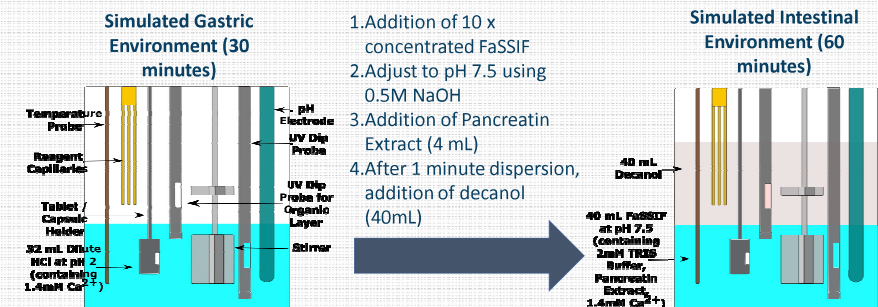 Simulated Gastric
Environment (30
minutes)
Temperature
Probe
Reagent
Capillaries
Tablet /
Capsule
Holder
32 mL Dilute
HCl at pH 2
(containing
1.4mM Ca2+)
pH
Electrode
UV Dip
Probe
UV Dip
Probe for
Organic
Layer
Stirrer
1.Addition of 10 x
concentrated FaSSIF
2.Adjust to pH 7.5 using
0.5M NaOH
3.Addition of Pancreatin
Extract (4 mL)
4.After 1 minute dispersion,
addition of decanol
(40mL)
Simulated Intestinal
Environment (60
minutes)
40 mL
Decanol
40 mL FaSSIF
at pH 7.5
(containing
2mM TRIS
Buffer,
Pancreatin
Extract,
1.4mM Ca2+)